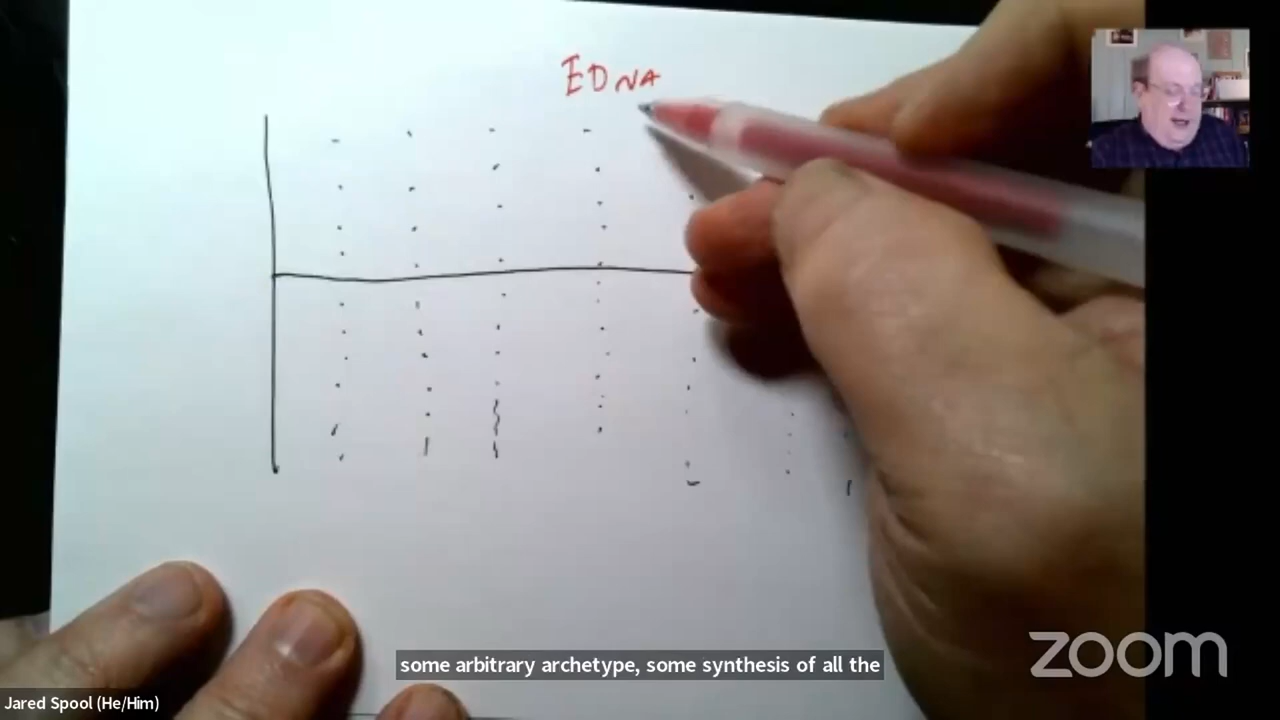 EDNA
some arbitrary archetype, some synthesis of all the
zoom
Jared Spool (He/Him)